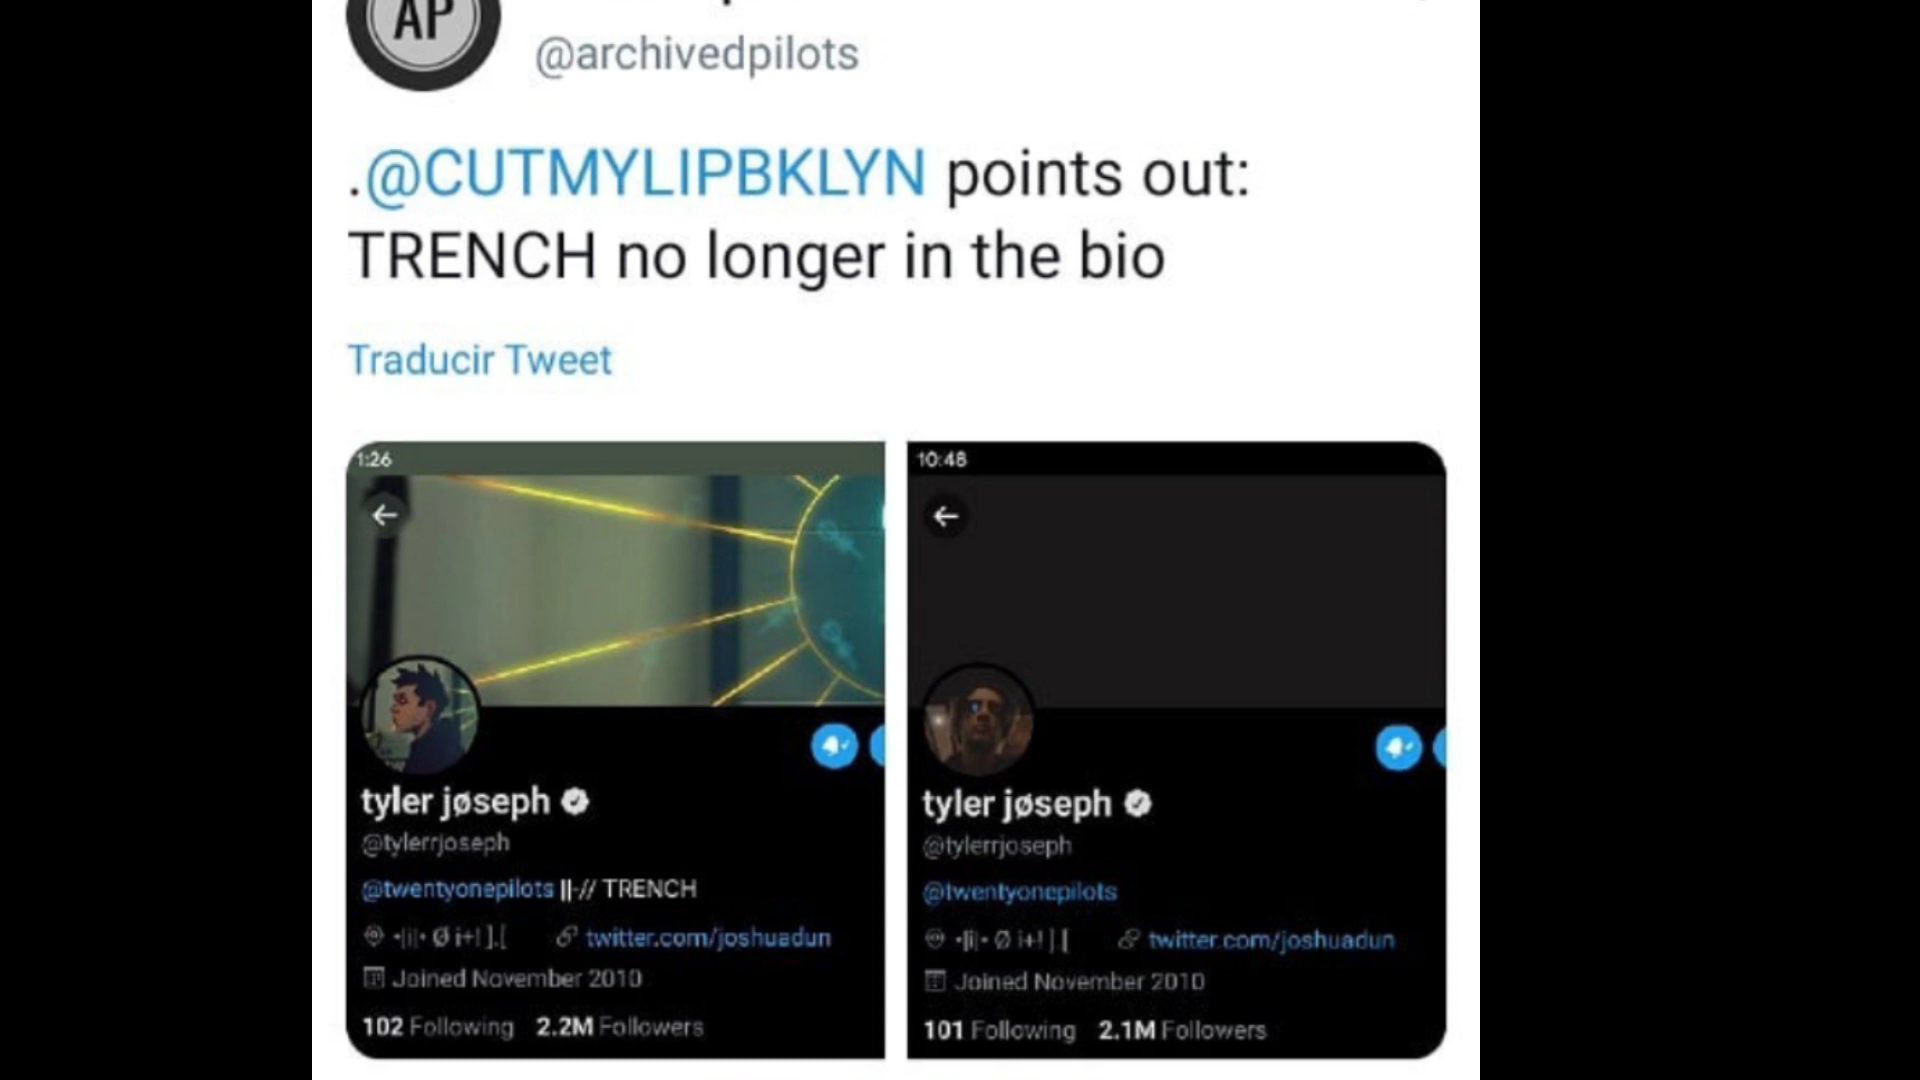 AP
@archivedpilots
.@CUTMYLIPBKLYN points out:
TRENCH no longer in the bio
Traducir Tweet
1:26
tyler jøseph
@tylerrjoseph
@twentyonepilots ||-// TRENCH
twitter.com/joshuadun
Joined November 2010
102 Following 2.2M Followers
10:48
tyler jøseph
@tylerrjoseph
@twentyonepilots
twitter.com/joshuadun
Joined November 2010
101 Following 2.1M Followers